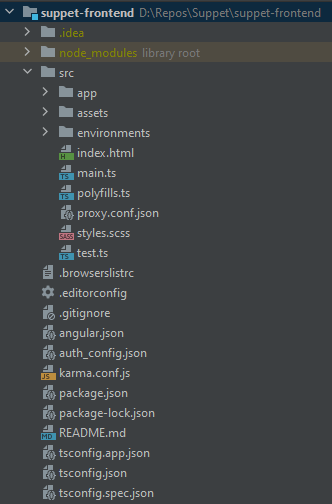 suppet-frontend D:\Repos\Suppet\suppet-frontend
.idea
node_modules library root
src
app
assets
environments
index.html
main.ts
polyfills.ts
proxy.conf.json
styles.scss
test.ts
.browserslistrc
.editorconfig
.gitignore
angular.json
auth_config.json
karma.conf.js
package.json
package-lock.json
README.md
tsconfig.app.json
tsconfig.json
tsconfig.spec.json